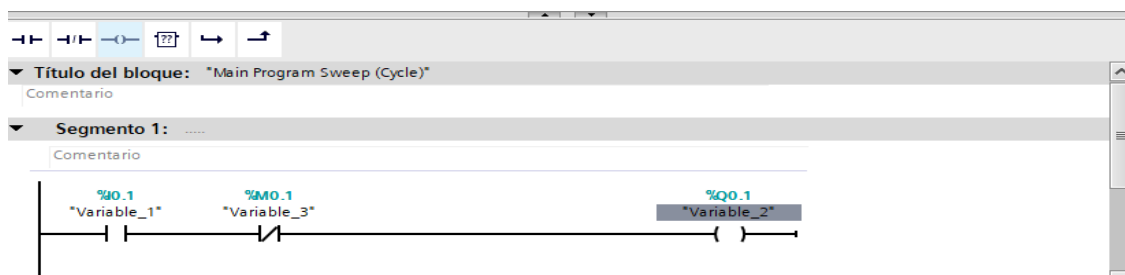 ??
Título del bloque: "Main Program Sweep (Cycle)"
Comentario
Segmento 1: .....
Comentario
%I0.1 %M0.1 %Q0.1
"Variable_1" "Variable_3" "Variable_2"